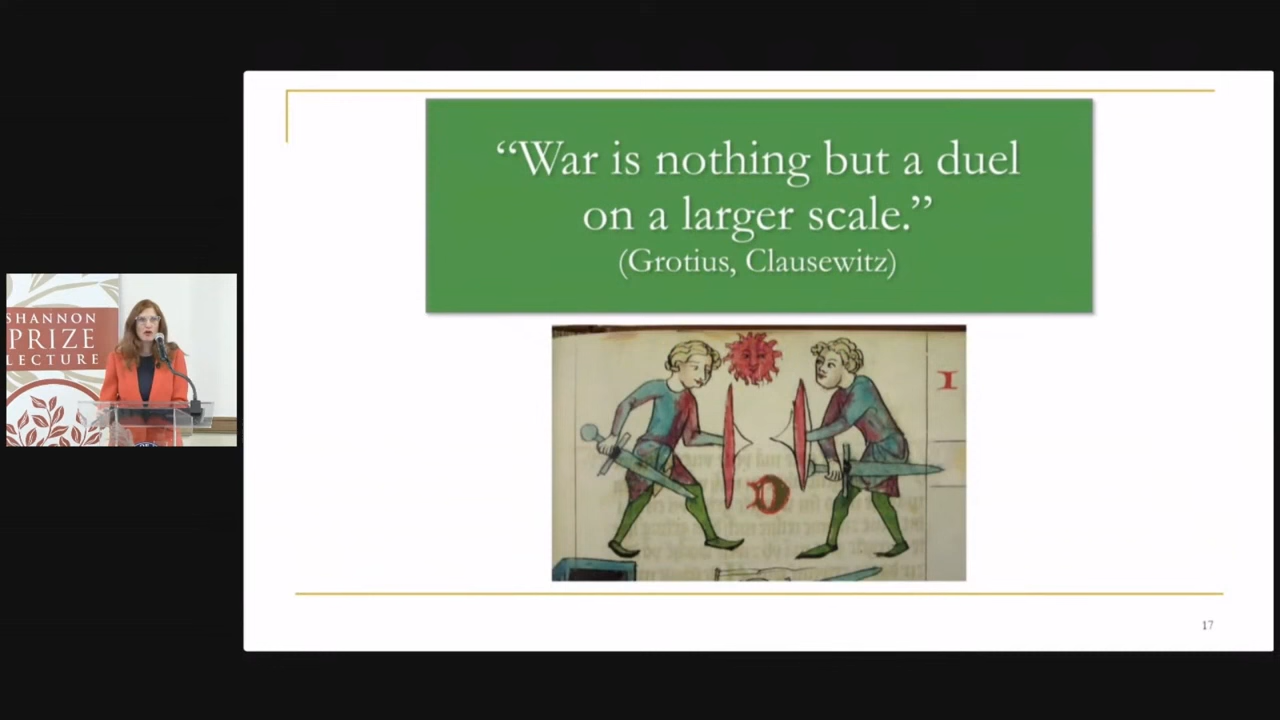 SHANNON
PRIZE
LECTURE
“War is nothing but a duel
on a larger scale.”
(Grotius, Clausewitz)
I
D
17